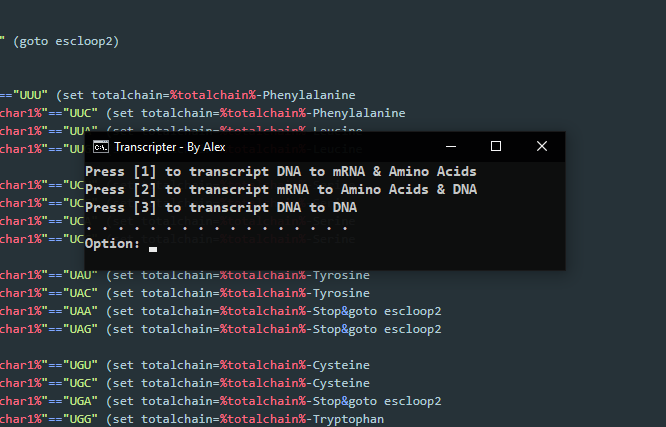 " (goto escloop2)
=="UUU" (set totalchain=%totalchain%-Phenylalanine
char1%"=="UUC" (set totalchain=%totalchain%-Phenylalanine
char1%"=="UUA" (set totalchain=%totalchain%-Leucine
char1%"=="UU
Transcripter - By Alex
Press [1] to transcript DNA to mRNA & Amino Acids
char1%"=="UC
Press [2] to transcript mRNA to Amino Acids & DNA
char1%"=="UC
Press [3] to transcript DNA to DNA
char1%"=="UC
. . . . . . . . . . . . . . . . .
char1%"=="UC
Option:
char1%"=="UAU" (set totalchain=%totalchain%-Tyrosine
char1%"=="UAC" (set totalchain=%totalchain%-Tyrosine
char1%"=="UAA" (set totalchain=%totalchain%-Stop&goto escloop2
char1%"=="UAG" (set totalchain=%totalchain%-Stop&goto escloop2
char1%"=="UGU" (set totalchain=%totalchain%-Cysteine
char1%"=="UGC" (set totalchain=%totalchain%-Cysteine
char1%"=="UGA" (set totalchain=%totalchain%-Stop&goto escloop2
char1%"=="UGG" (set totalchain=%totalchain%-Tryptophan